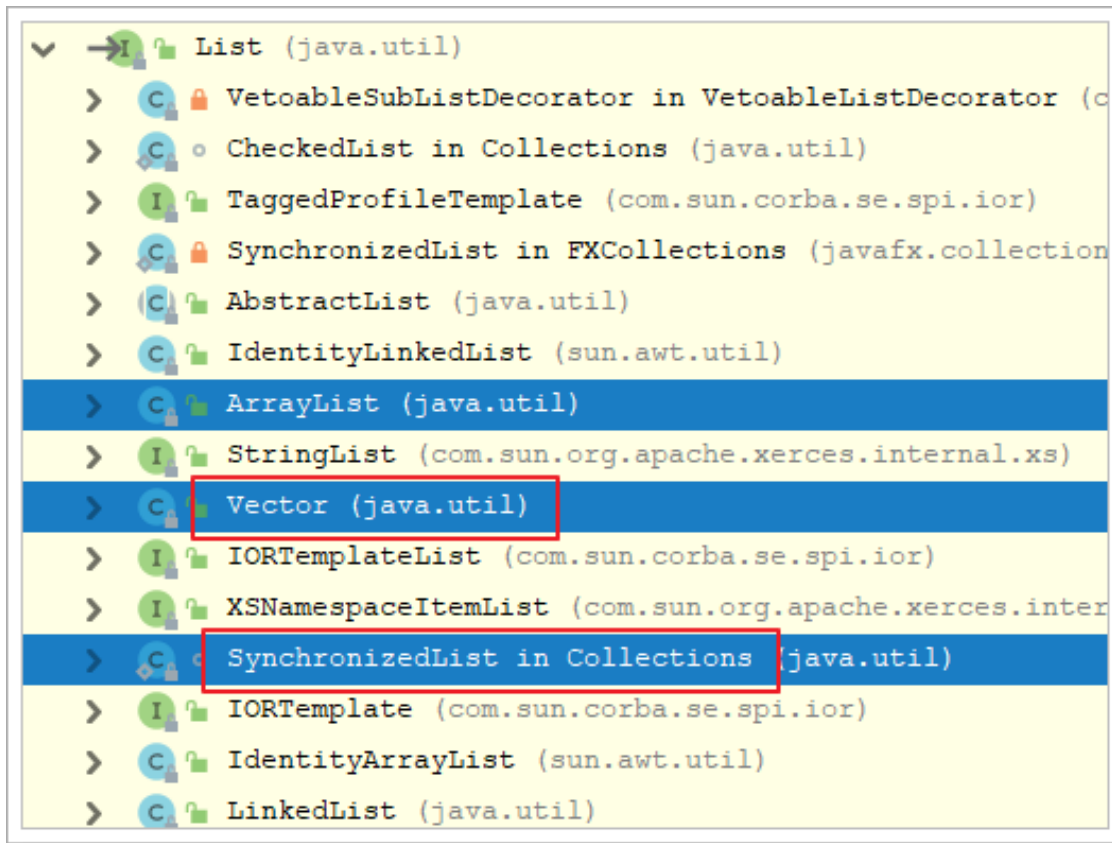 List (java.util)
VetoableSubListDecorator in VetoableListDecorator (c
CheckedList in Collections (java.util)
TaggedProfileTemplate (com.sun.corba.se.spi.ior)
SynchronizedList in FXCollections (javafx.collection
AbstractList (java.util)
IdentityLinkedList (sun.awt.util)
ArrayList (java.util)
StringList (com.sun.org.apache.xerces.internal.xs)
Vector (java.util)
IORTemplateList (com.sun.corba.se.spi.ior)
XSNamespaceItemList (com.sun.org.apache.xerces.inter
SynchronizedList in Collections (java.util)
IORTemplate (com.sun.corba.se.spi.ior)
IdentityArrayList (sun.awt.util)
LinkedList (java.util)